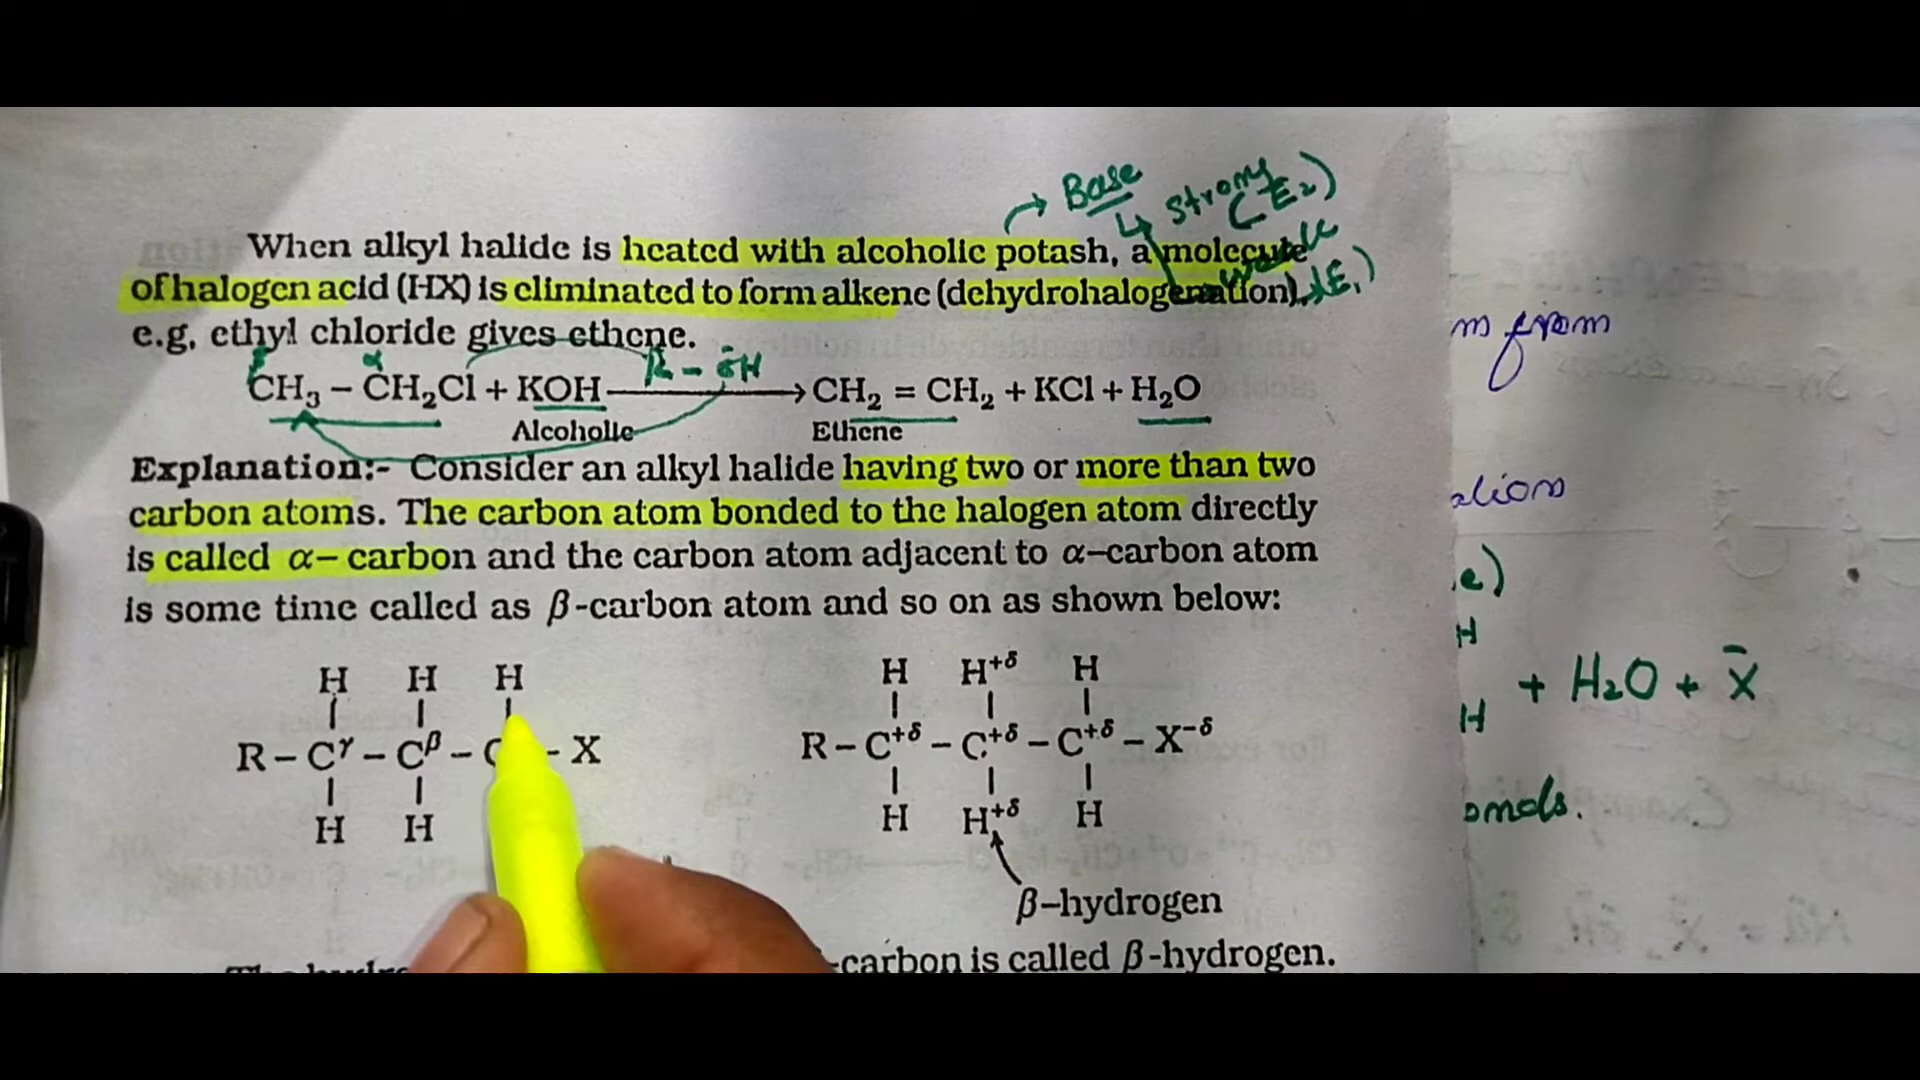 → Base
↳ strong (E₂)
When alkyl halide is heated with alcoholic potash, a molecule
weak (E₁)
of halogen acid (HX) is eliminated to form alkene (dehydrohalogenation),
e.g, ethyl chloride gives ethene.
β α R - ŌH
CH₃ – CH₂Cl + KOH ⟶ CH₂ = CH₂ + KCl + H₂O
Alcoholic Ethene
Explanation:- Consider an alkyl halide having two or more than two
carbon atoms. The carbon atom bonded to the halogen atom directly
is called α– carbon and the carbon atom adjacent to α–carbon atom
is some time called as β-carbon atom and so on as shown below:
H H H H H⁺ᵟ H
R – Cᵞ – Cᵝ – C – X R – C⁺ᵟ – C⁺ᵟ – C⁺ᵟ – X⁻ᵟ
H H H H⁺ᵟ H
β–hydrogen
-carbon is called β-hydrogen.
m from
ations
e)
H
+ H₂O + X̄
H
onds.